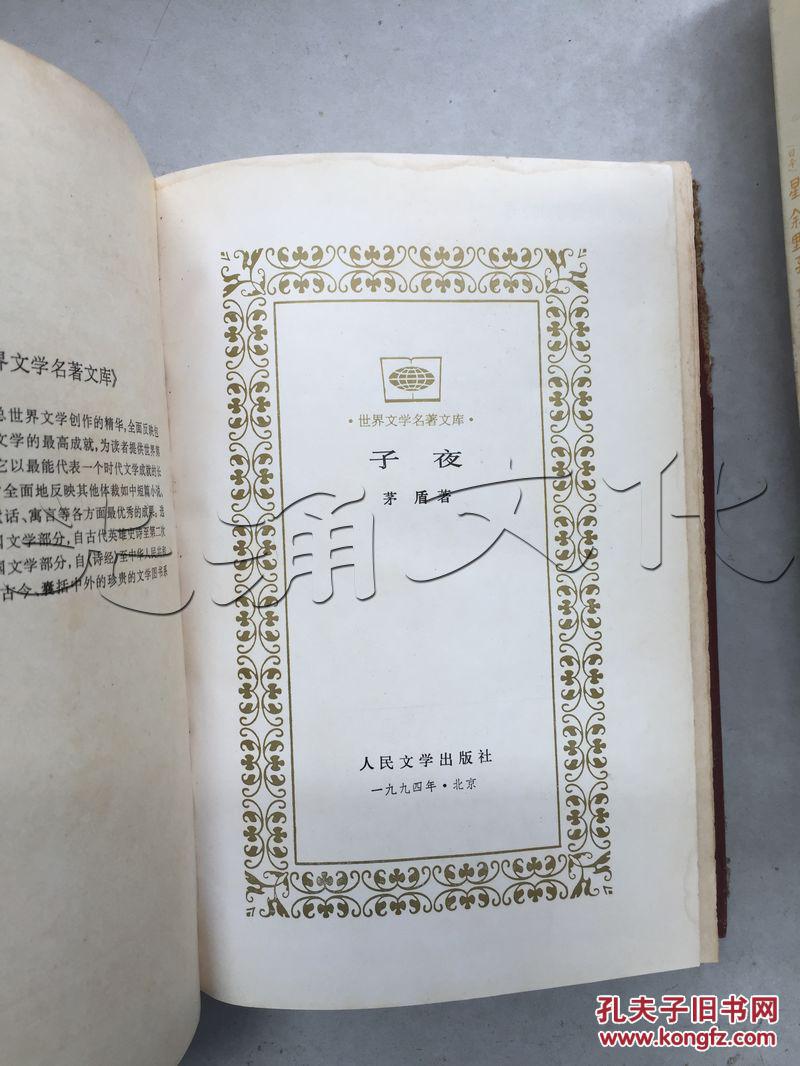 界文学名著文库》
世界文学创作的精华,全面反映包
文学的最高成就,为读者提供世界
它以最能代表一个时代文学成就的长
全面地反映其他体裁如中短篇小说、
话、寓言等各方面最优秀的成果。选
国文学部分,自古代英雄史诗至第二次
国文学部分,自《诗经》至中华人民共和
古今、囊括中外的珍贵的文学图书系
·世界文学名著文库·
子夜
茅盾著
人民文学出版社
一九九四年·北京
文化
孔夫子旧书网
kongfz.com